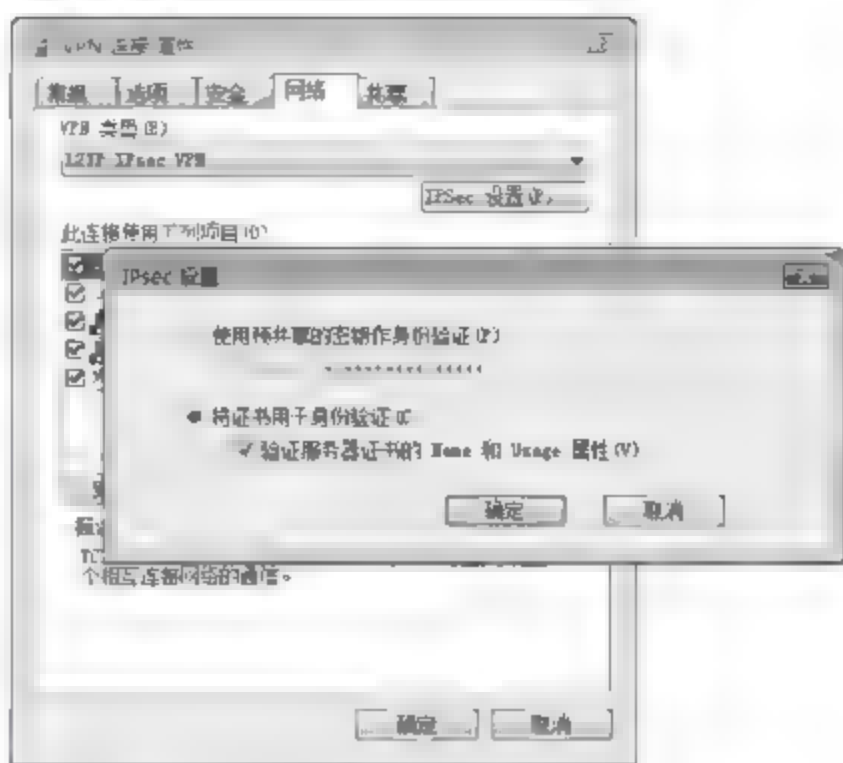 VPN 连接 属性
常规 选项 安全 网络 共享
VPN 类型(E)
L2TP IPsec VPN
IPSec 设置(P)
此连接使用下列项目(O)
IPsec 设置
使用预共享的密钥作身份验证(P)
将证书用于身份验证(C
验证服务器证书的 Name 和 Usage 属性(V)
确定 取消
个相互连接网络的通信。
确定 取消